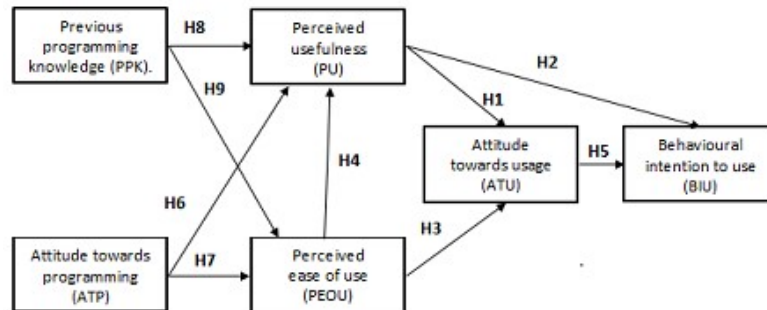 Previous
programming
knowledge (PPK).
H8
Perceived
usefulness
(PU)
H2
H9
H1
H4
Attitude
towards usage
(ATU)
H5
Behavioural
intention to use
(BIU)
H6
H3
Attitude towards
programming
(ATP)
H7
Perceived
ease of use
(PEOU)